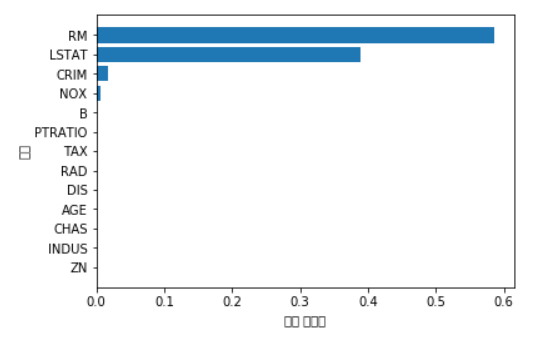 RM
LSTAT
CRIM
NOX
B
PTRATIO
TAX
RAD
DIS
AGE
CHAS
INDUS
ZN
0.0 0.1 0.2 0.3 0.4 0.5 0.6